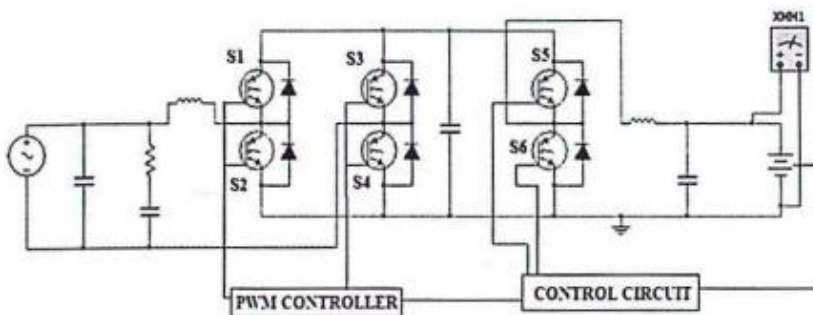 XMM1
S1
S3
S5
S2
S4
S6
PWM CONTROLLER
CONTROL CIRCUIT